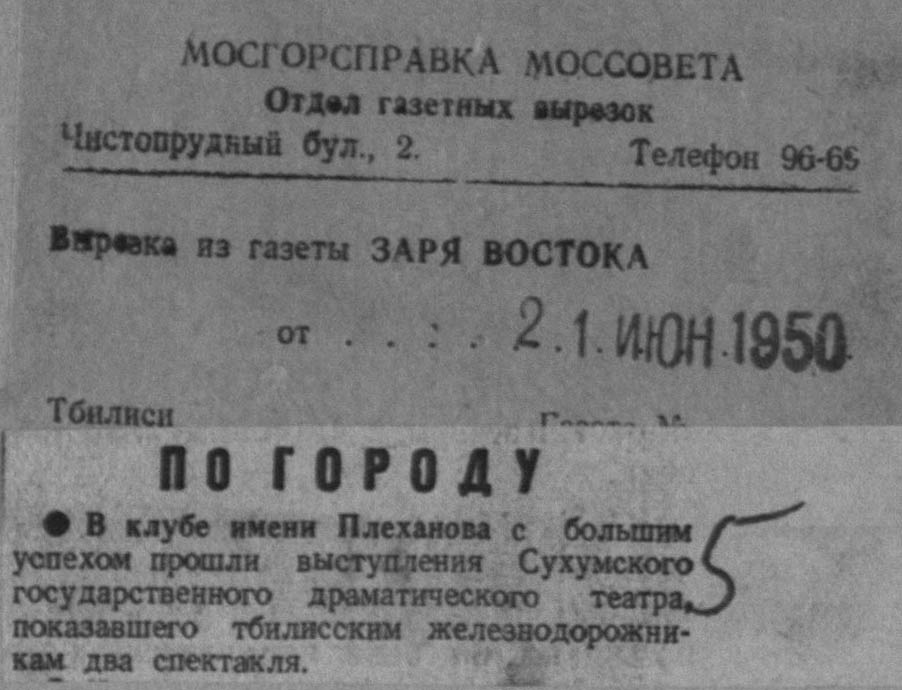 МОСГОРСПРАВКА МОССОВЕТА
Отдел газетных вырезок
Чистопрудный бул., 2. Телефон 96-69
Вырезка из газеты ЗАРЯ ВОСТОКА
от . . : . 21 ИЮН 1950
Тбилиси
ПО ГОРОДУ
● В клубе имени Плеханова с большим
успехом прошли выступления Сухумского
государственного драматического театра,
показавшего тбилисским железнодорожни-
кам два спектакля.
5